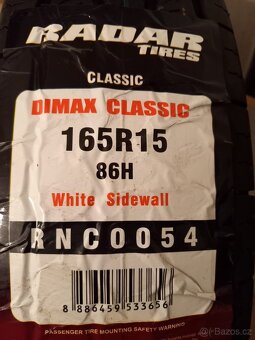 RADAR
TIRES
CLASSIC
DIMAX CLASSIC
165R15
86H
White Sidewall
RNC0054
8 886459 533656
PASSENGER TIRE MOUNTING SAFETY WARNING
Bazos.cz